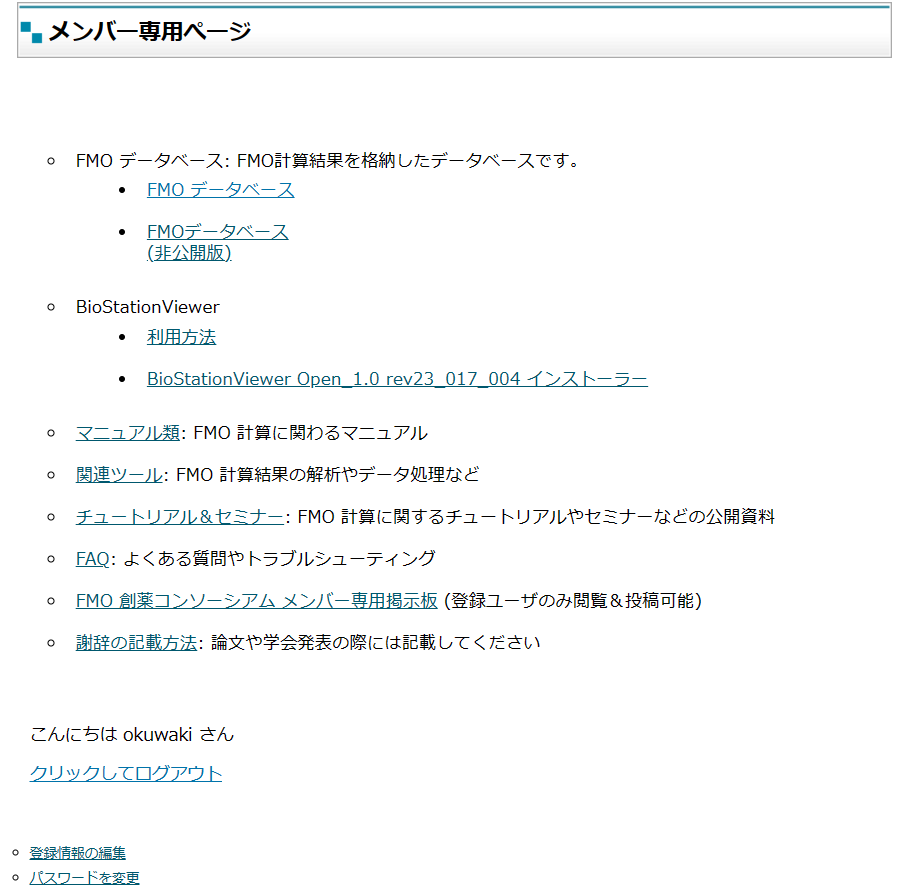 メンバー専用ページ
FMO データベース: FMO計算結果を格納したデータベースです。
FMO データベース
FMOデータベース
(非公開版)
BioStationViewer
利用方法
BioStationViewer Open_1.0 rev23_017_004 インストーラー
マニュアル類: FMO 計算に関わるマニュアル
関連ツール: FMO 計算結果の解析やデータ処理など
チュートリアル＆セミナー: FMO 計算に関するチュートリアルやセミナーなどの公開資料
FAQ: よくある質問やトラブルシューティング
FMO 創薬コンソーシアム メンバー専用掲示板 (登録ユーザのみ閲覧＆投稿可能)
謝辞の記載方法: 論文や学会発表の際には記載してください
こんにちは okuwaki さん
クリックしてログアウト
登録情報の編集
パスワードを変更